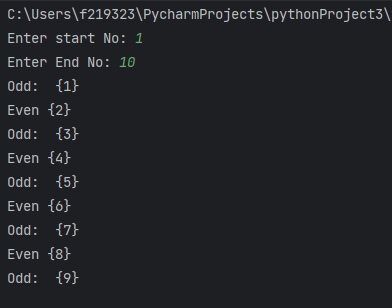 C:\Users\f219323\PycharmProjects\pythonProject3\
Enter start No: 1
Enter End No: 10
Odd:  {1}
Even {2}
Odd:  {3}
Even {4}
Odd:  {5}
Even {6}
Odd:  {7}
Even {8}
Odd:  {9}